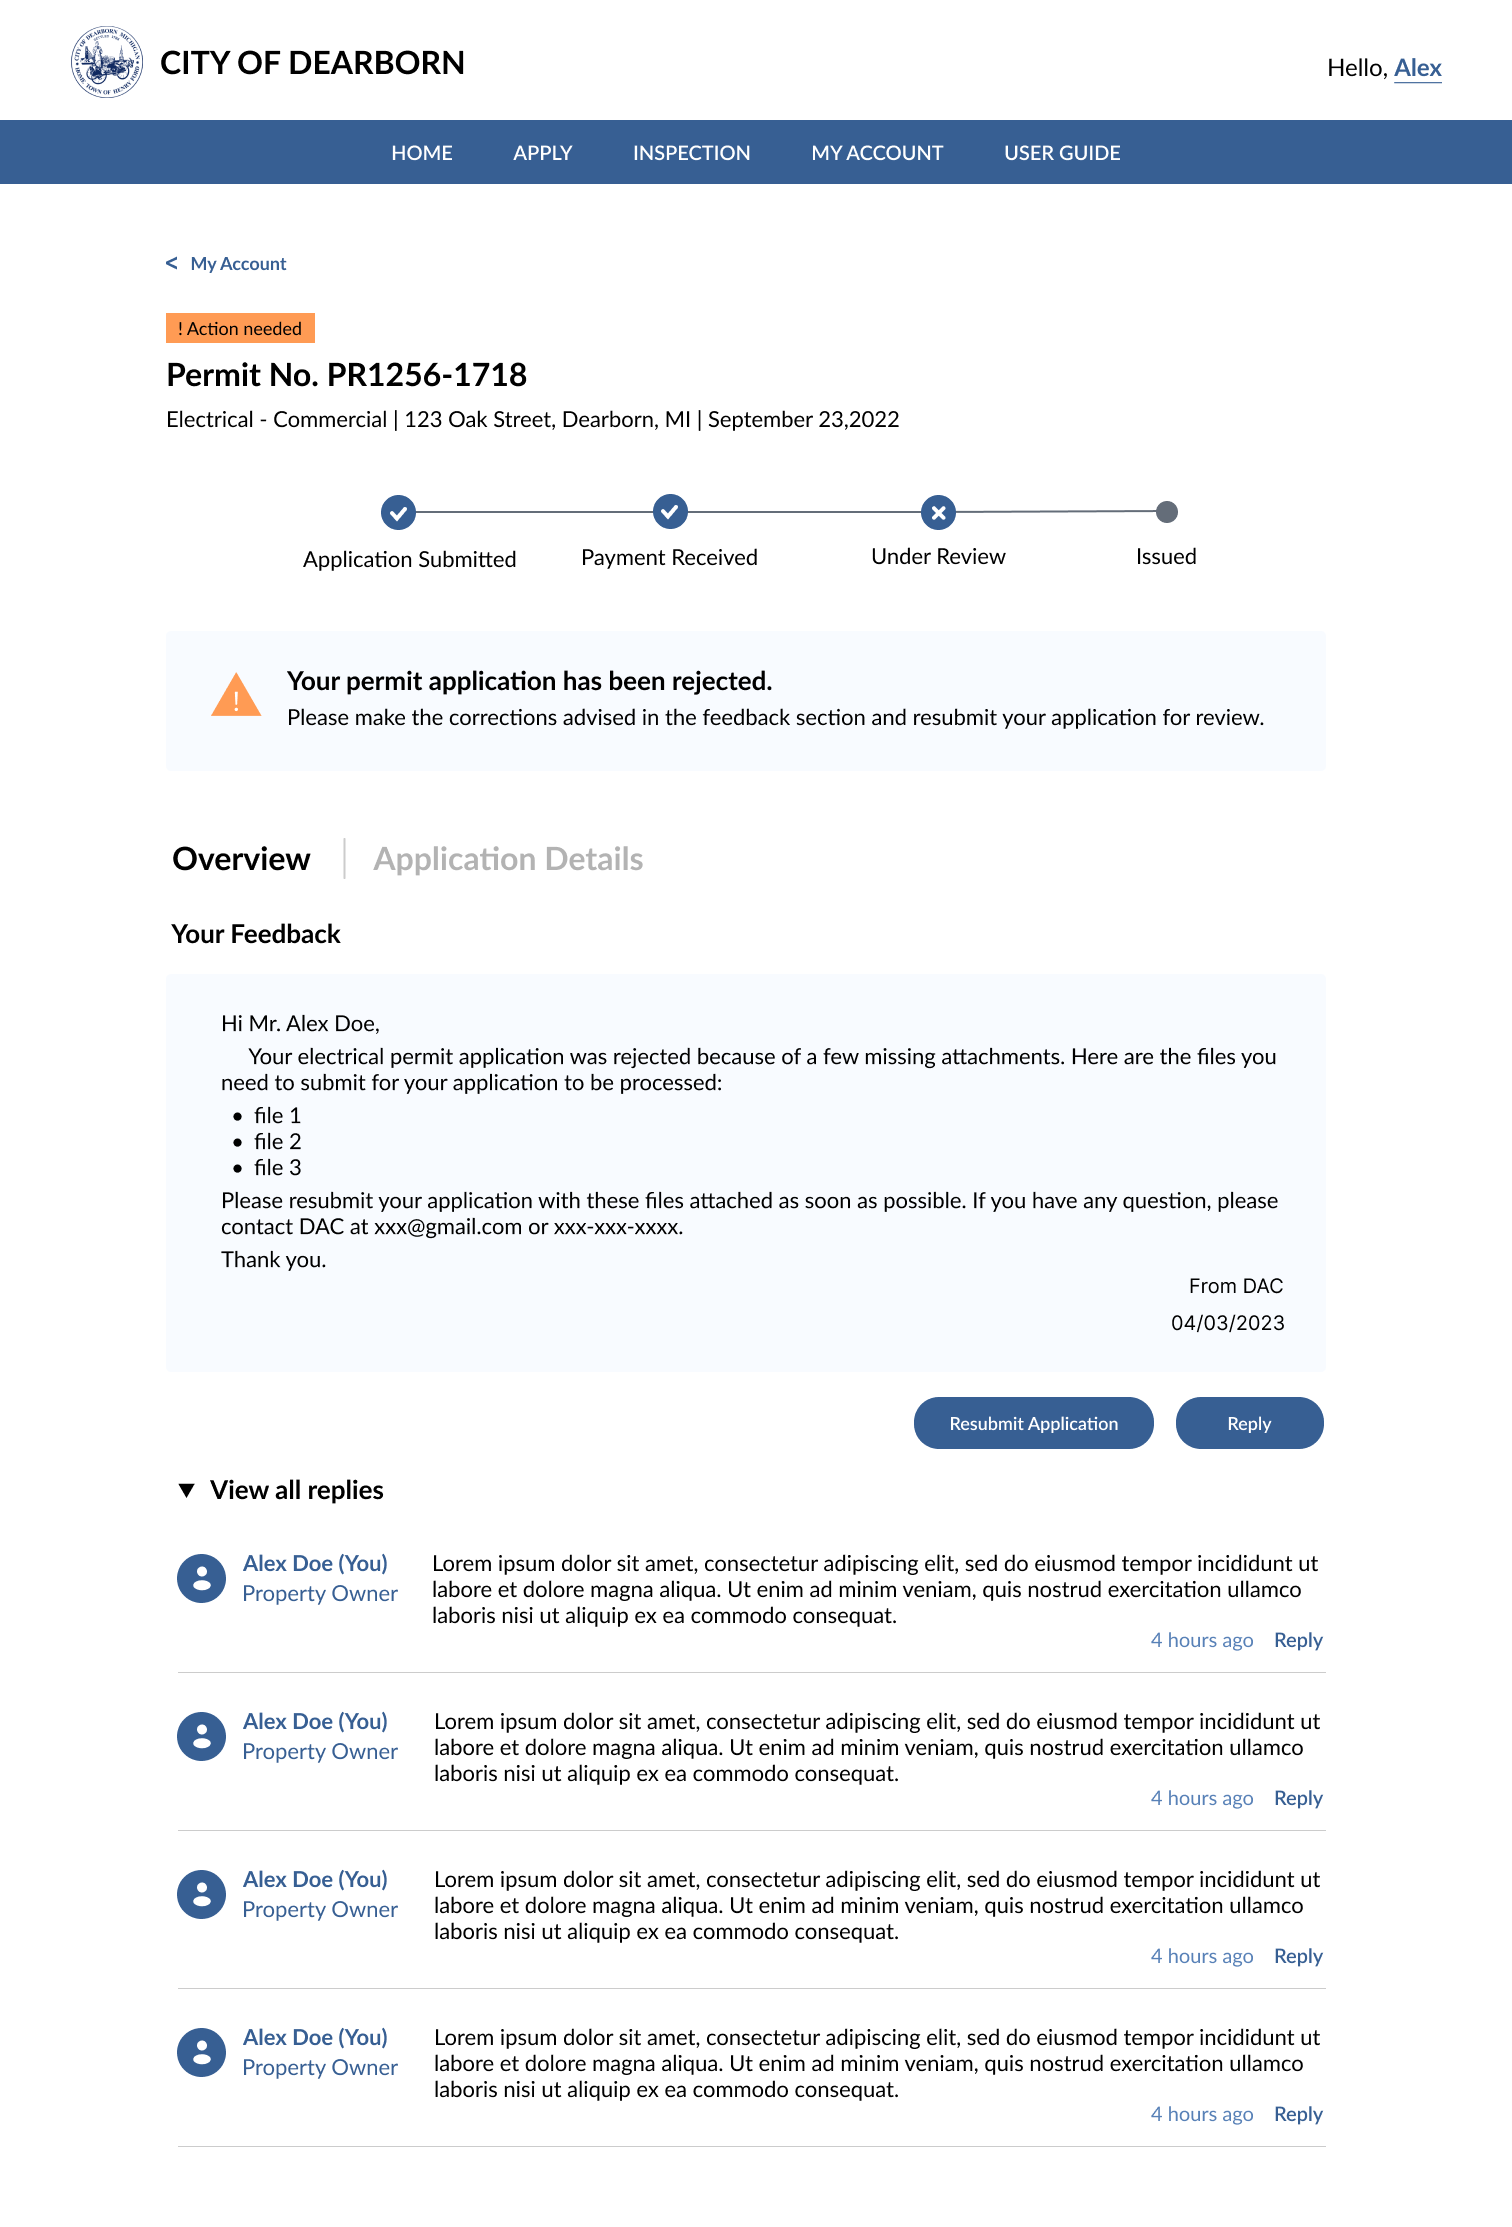 CITY OF DEARBORN MICHIGAN
HOME TOWN OF HENRY FORD
CITY OF DEARBORN
Hello, Alex
HOME APPLY INSPECTION MY ACCOUNT USER GUIDE
< My Account
! Action needed
Permit No. PR1256-1718
Electrical - Commercial | 123 Oak Street, Dearborn, MI | September 23,2022
Application Submitted Payment Received Under Review Issued
!
Your permit application has been rejected.
Please make the corrections advised in the feedback section and resubmit your application for review.
Overview Application Details
Your Feedback
Hi Mr. Alex Doe,
Your electrical permit application was rejected because of a few missing attachments. Here are the files you
need to submit for your application to be processed:
• file 1
• file 2
• file 3
Please resubmit your application with these files attached as soon as possible. If you have any question, please
contact DAC at xxx@gmail.com or xxx-xxx-xxxx.
Thank you.
From DAC
04/03/2023
Resubmit Application Reply
▼ View all replies
Alex Doe (You)
Property Owner
Lorem ipsum dolor sit amet, consectetur adipiscing elit, sed do eiusmod tempor incididunt ut
labore et dolore magna aliqua. Ut enim ad minim veniam, quis nostrud exercitation ullamco
laboris nisi ut aliquip ex ea commodo consequat.
4 hours ago Reply
Alex Doe (You)
Property Owner
Lorem ipsum dolor sit amet, consectetur adipiscing elit, sed do eiusmod tempor incididunt ut
labore et dolore magna aliqua. Ut enim ad minim veniam, quis nostrud exercitation ullamco
laboris nisi ut aliquip ex ea commodo consequat.
4 hours ago Reply
Alex Doe (You)
Property Owner
Lorem ipsum dolor sit amet, consectetur adipiscing elit, sed do eiusmod tempor incididunt ut
labore et dolore magna aliqua. Ut enim ad minim veniam, quis nostrud exercitation ullamco
laboris nisi ut aliquip ex ea commodo consequat.
4 hours ago Reply
Alex Doe (You)
Property Owner
Lorem ipsum dolor sit amet, consectetur adipiscing elit, sed do eiusmod tempor incididunt ut
labore et dolore magna aliqua. Ut enim ad minim veniam, quis nostrud exercitation ullamco
laboris nisi ut aliquip ex ea commodo consequat.
4 hours ago Reply